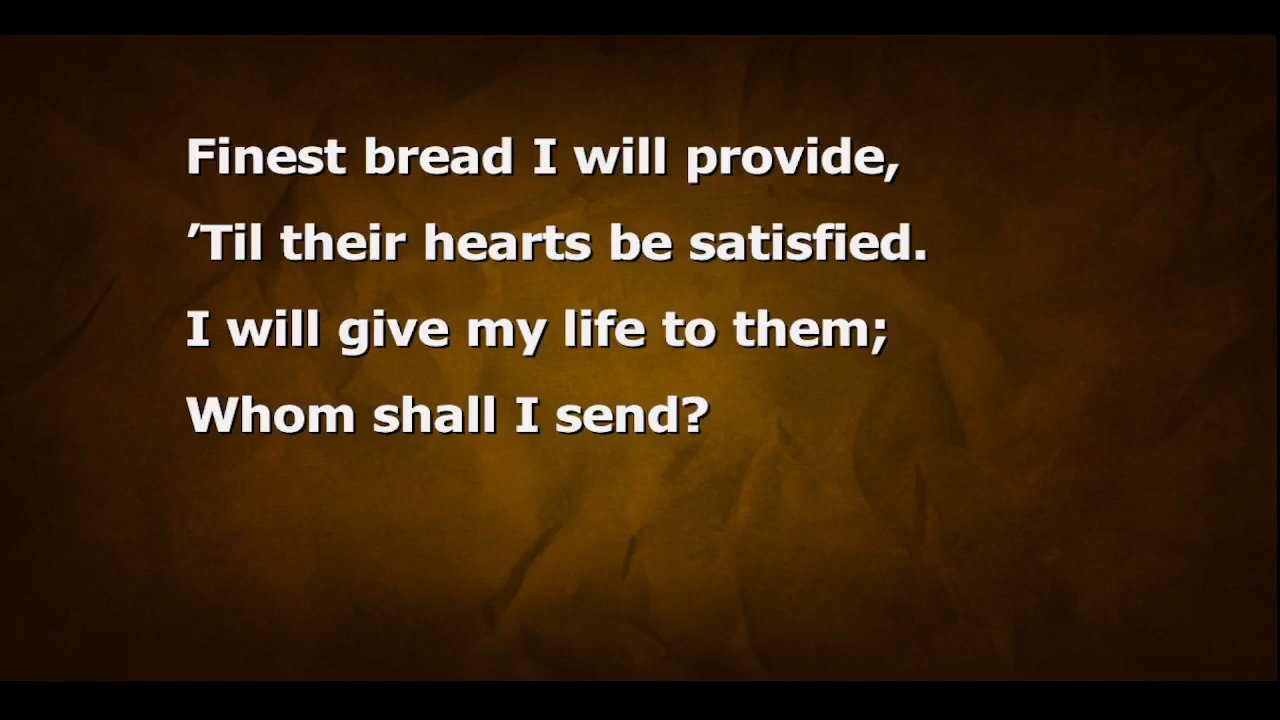 Finest bread I will provide,
’Til their hearts be satisfied.
I will give my life to them;
Whom shall I send?